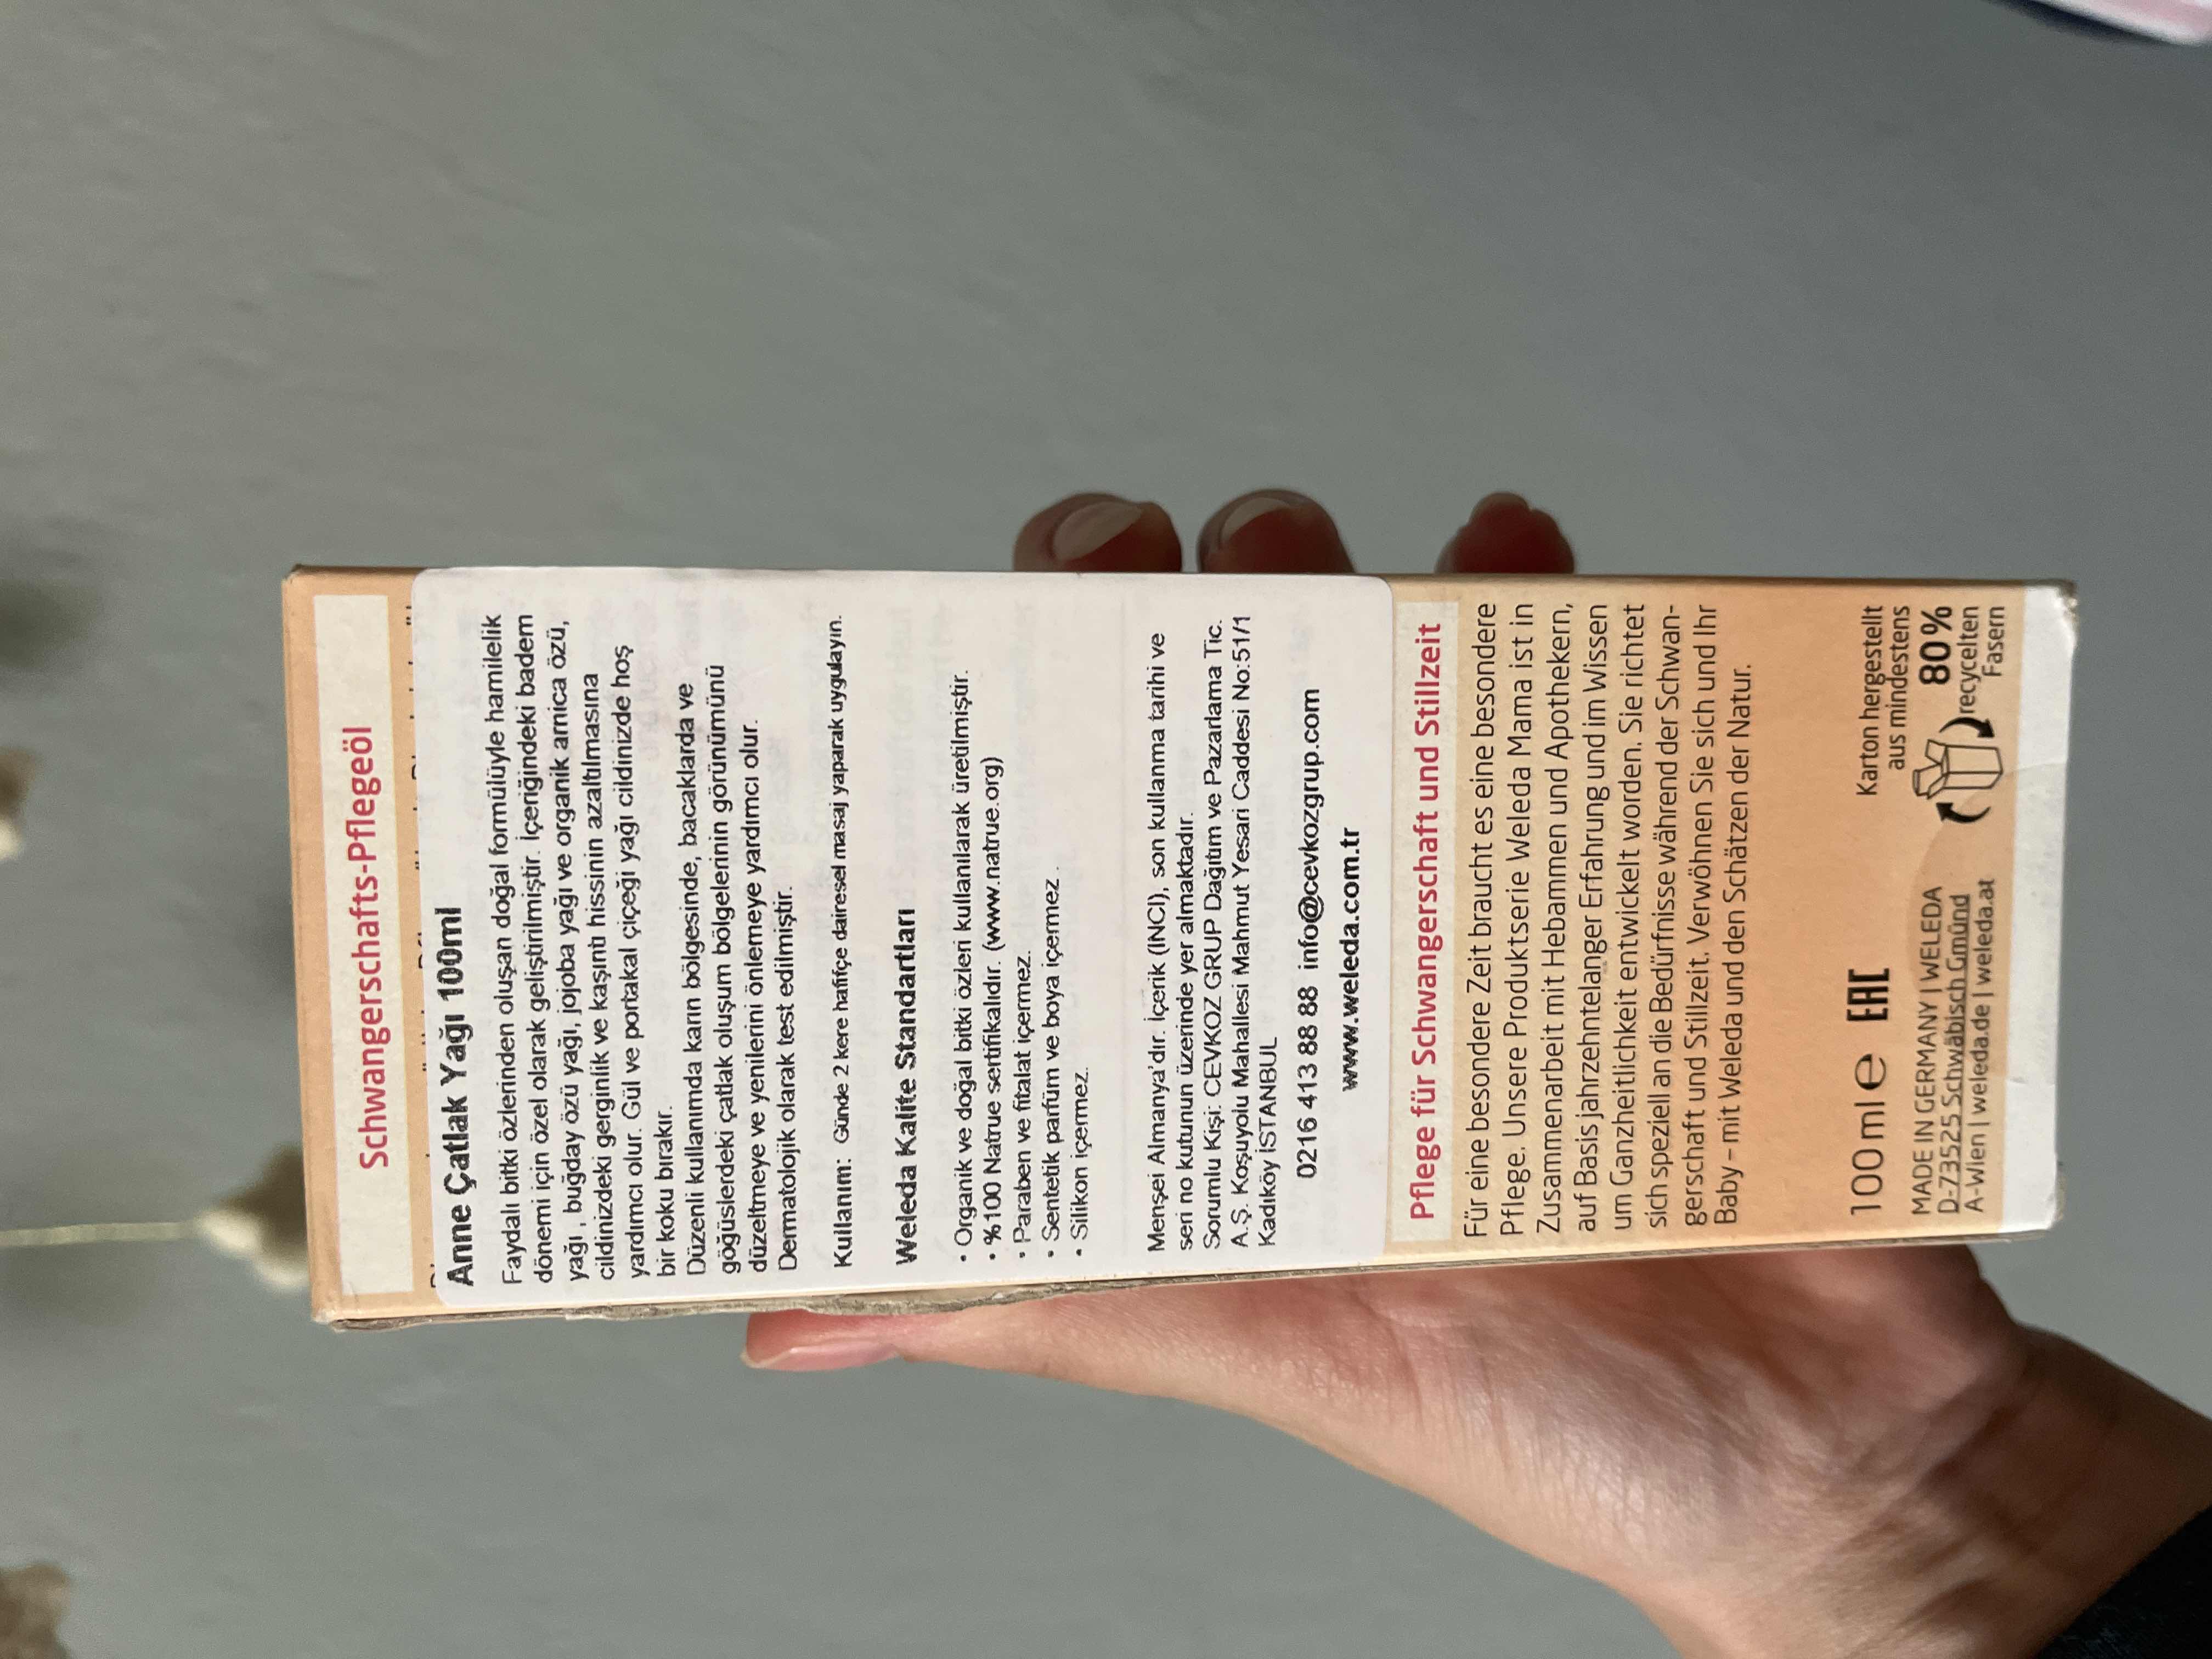 Schwangerschafts-Pflegeöl
Anne Çatlak Yağı 100ml
Faydalı bitki özlerinden oluşan doğal formülüyle hamilelik
dönemi için özel olarak geliştirilmiştir. İçeriğindeki badem
yağı , buğday özü yağı, jojoba yağı ve organik arnica özü,
cildinizdeki gerginlik ve kaşıntı hissinin azaltılmasına
yardımcı olur. Gül ve portakal çiçeği yağı cildinizde hoş
bir koku bırakır.
Düzenli kullanımda karın bölgesinde, bacaklarda ve
göğüslerdeki çatlak oluşum bölgelerinin görünümünü
düzeltmeye ve yenilerini önlemeye yardımcı olur.
Dermatolojik olarak test edilmiştir.
Kullanım: Günde 2 kere hafifçe dairesel masaj yaparak uygulayın.
Weleda Kalite Standartları
• Organik ve doğal bitki özleri kullanılarak üretilmiştir.
• %100 Natrue sertifikalıdır. (www.natrue.org)
• Paraben ve fitalat içermez.
• Sentetik parfüm ve boya içermez .
• Silikon içermez.
Menşei Almanya'dır. İçerik (INCI), son kullanma tarihi ve
seri no kutunun üzerinde yer almaktadır.
Sorumlu Kişi: CEVKOZ GRUP Dağıtım ve Pazarlama Tic.
A.Ş. Koşuyolu Mahallesi Mahmut Yesari Caddesi No:51/1
Kadıköy İSTANBUL
0216 413 88 88 info@cevkozgrup.com
www.weleda.com.tr
Pflege für Schwangerschaft und Stillzeit
Für eine besondere Zeit braucht es eine besondere
Pflege. Unsere Produktserie Weleda Mama ist in
Zusammenarbeit mit Hebammen und Apothekern,
auf Basis jahrzehntelanger Erfahrung und im Wissen
um Ganzheitlichkeit entwickelt worden. Sie richtet
sich speziell an die Bedürfnisse während der Schwan-
gerschaft und Stillzeit. Verwöhnen Sie sich und Ihr
Baby – mit Weleda und den Schätzen der Natur.
100 ml e EAC
MADE IN GERMANY | WELEDA
D-73525 Schwäbisch Gmünd
A-Wien | weleda.de | weleda.at
Karton hergestellt
aus mindestens
80 %
recycelten
Fasern